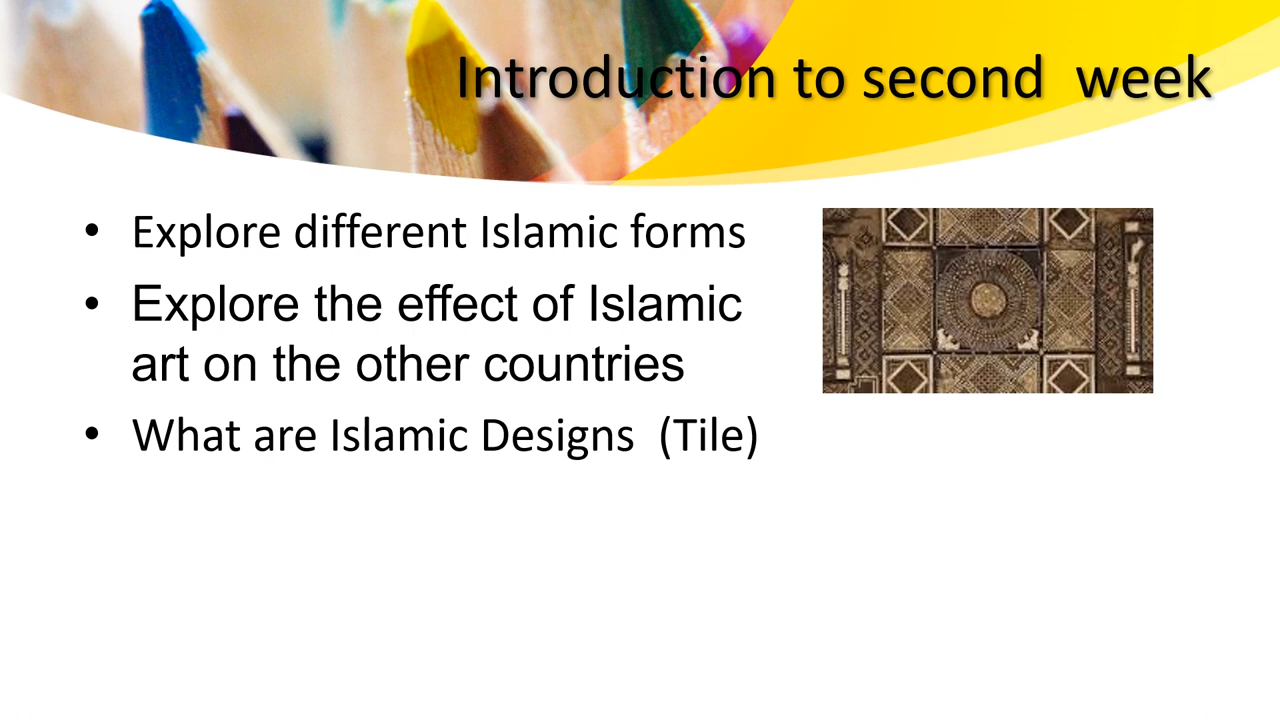 Introduction to second  week
• Explore different Islamic forms
• Explore the effect of Islamic
art on the other countries
• What are Islamic Designs  (Tile)